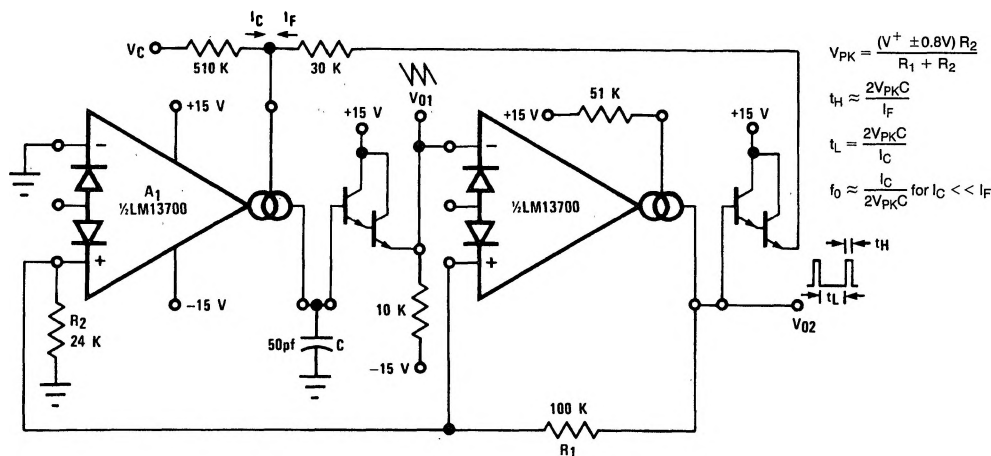 I_C I_F
V_C
510 K
30 K
+15 V
+15 V
V_01
+15 V
51 K
+15 V
−
A_1
½LM13700
+
−15 V
−
½LM13700
+
R_2
24 K
50pf C
10 K
−15 V
100 K
R_1
V_02
V_PK = (V^+ ±0.8V) R_2 / R_1 + R_2
t_H ≈ 2V_PKC / I_F
t_L = 2V_PKC / I_C
f_0 ≈ I_C / 2V_PKC for I_C << I_F
t_H
t_L